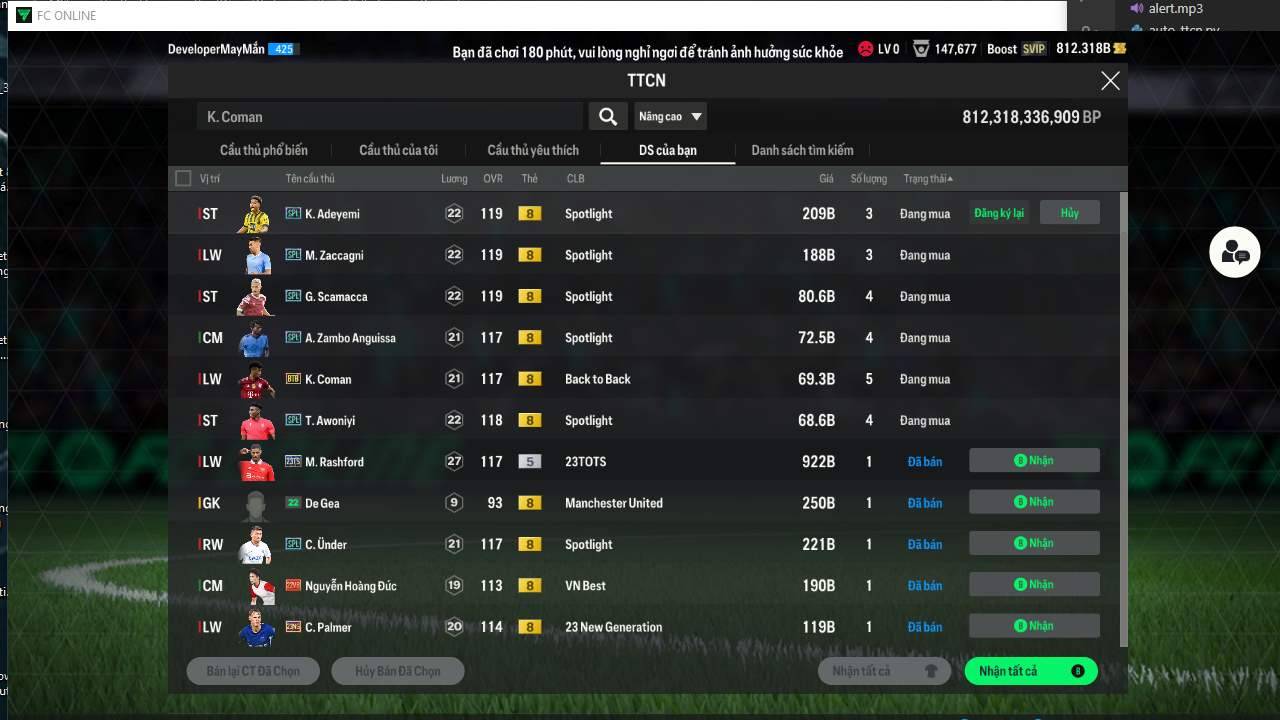 FC ONLINE
alert.mp3
auto_ttcn.py
DeveloperMayMắn 425
Bạn đã chơi 180 phút, vui lòng nghỉ ngơi để tránh ảnh hưởng sức khỏe
LV 0 147,677 Boost SVIP 812.318B
TTCN
K. Coman Nâng cao 812,318,336,909 BP
Cầu thủ phổ biến Cầu thủ của tôi Cầu thủ yêu thích DS của bạn Danh sách tìm kiếm
Vị trí Tên cầu thủ Lương OVR Thẻ CLB Giá Số lượng Trạng thái
ST SPL K. Adeyemi 22 119 8 Spotlight 209B 3 Đang mua Đăng ký lại Hủy
LW SPL M. Zaccagni 22 119 8 Spotlight 188B 3 Đang mua
ST SPL G. Scamacca 22 119 8 Spotlight 80.6B 4 Đang mua
CM SPL A. Zambo Anguissa 21 117 8 Spotlight 72.5B 4 Đang mua
LW BTB K. Coman 21 117 8 Back to Back 69.3B 5 Đang mua
ST SPL T. Awoniyi 22 118 8 Spotlight 68.6B 4 Đang mua
LW 23TS M. Rashford 27 117 5 23TOTS 922B 1 Đã bán B Nhận
GK 22 De Gea 9 93 8 Manchester United 250B 1 Đã bán B Nhận
RW SPL C. Ünder 21 117 8 Spotlight 221B 1 Đã bán B Nhận
CM 22VB Nguyễn Hoàng Đức 19 113 8 VN Best 190B 1 Đã bán B Nhận
LW 23NG C. Palmer 20 114 8 23 New Generation 119B 1 Đã bán B Nhận
Bán lại CT Đã Chọn Hủy Bán Đã Chọn Nhận tất cả Nhận tất cả B